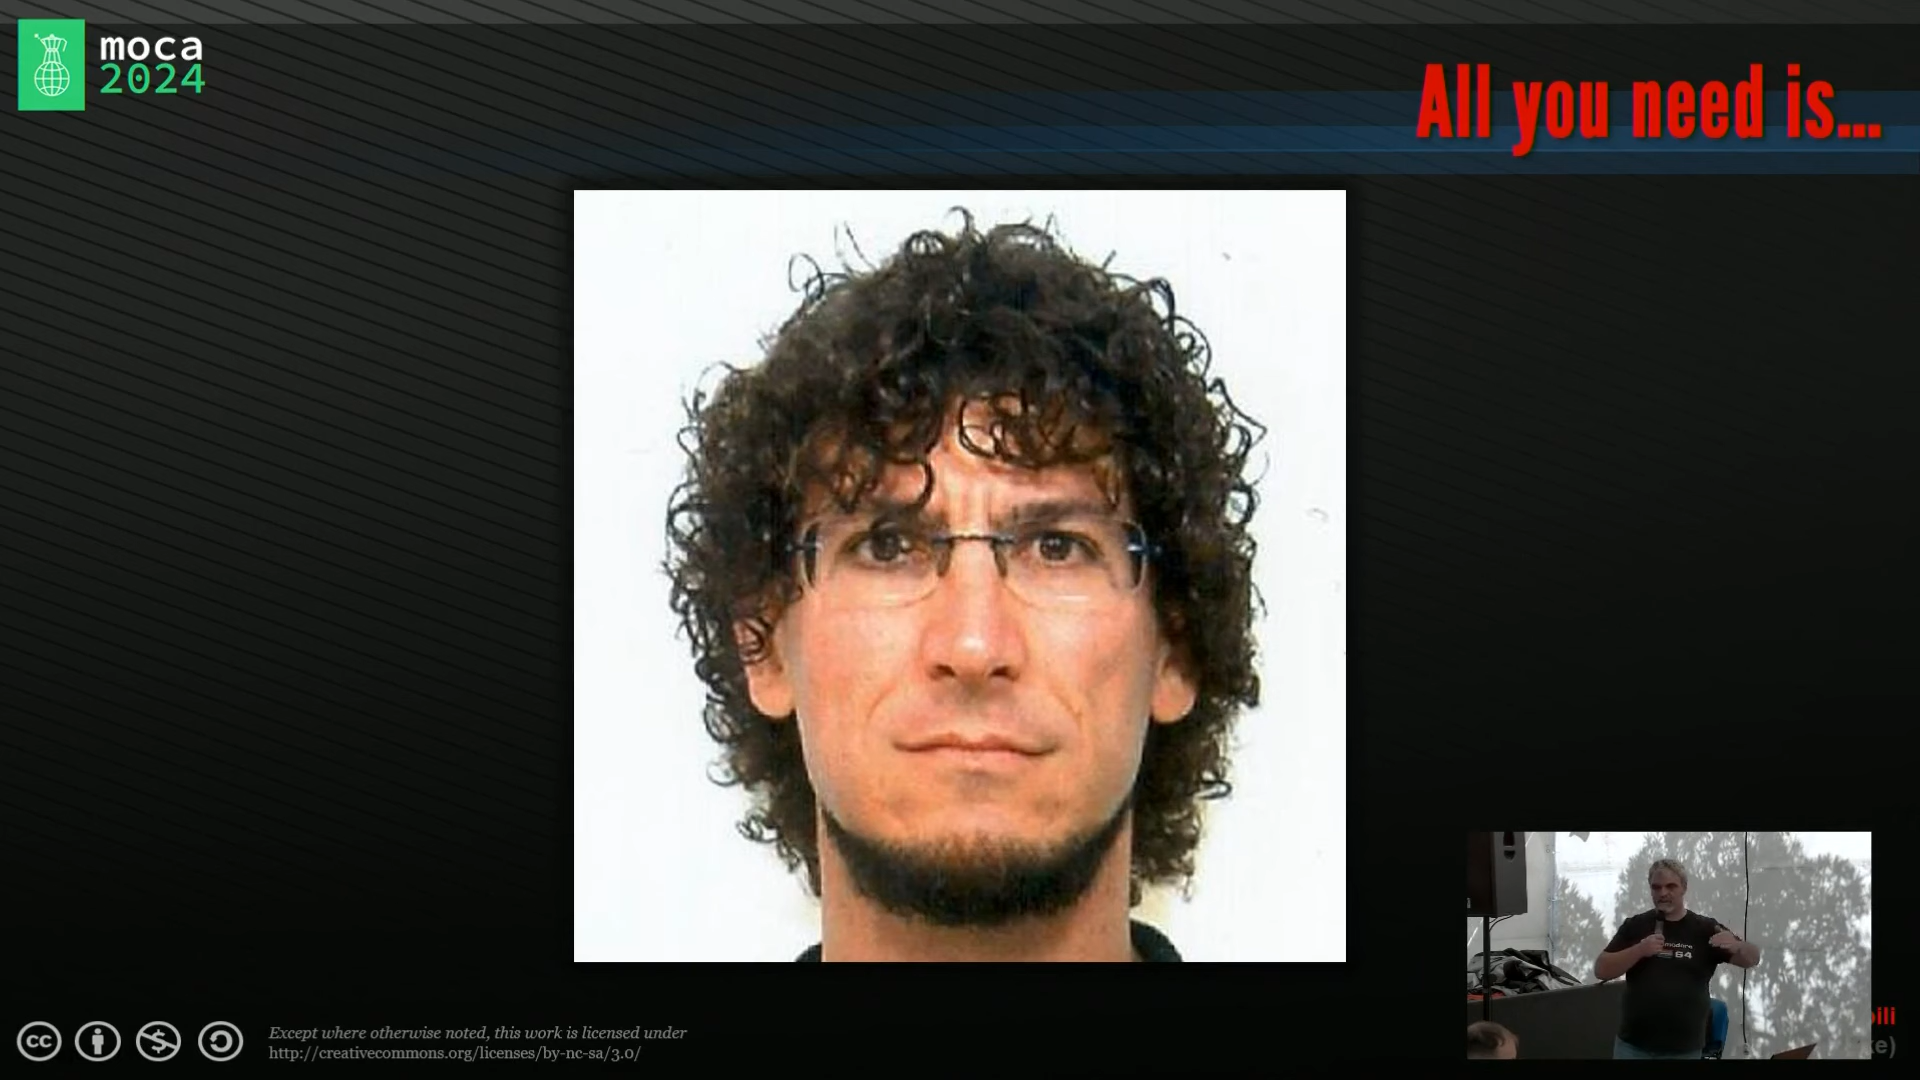 moca
2024
All you need is...
64
Except where otherwise noted, this work is licensed under
http://creativecommons.org/licenses/by-nc-sa/3.0/